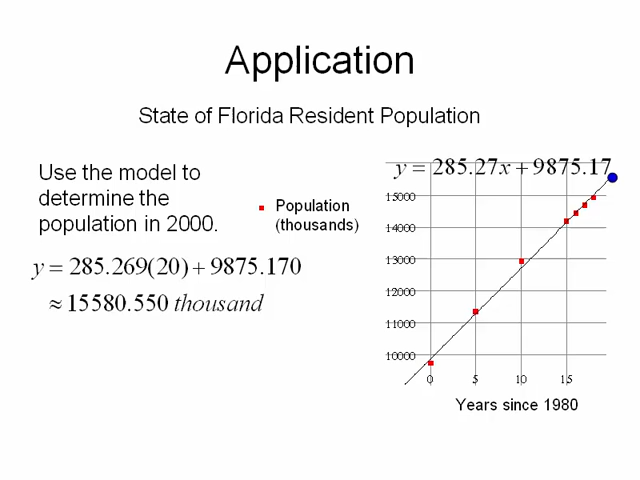 Application
State of Florida Resident Population
Use the model to
determine the
population in 2000.
y = 285.269(20) + 9875.170
≈ 15580.550 thousand
Population
(thousands)
y = 285.27x + 9875.17
15000
14000
13000
12000
11000
10000
0 5 10 15
Years since 1980